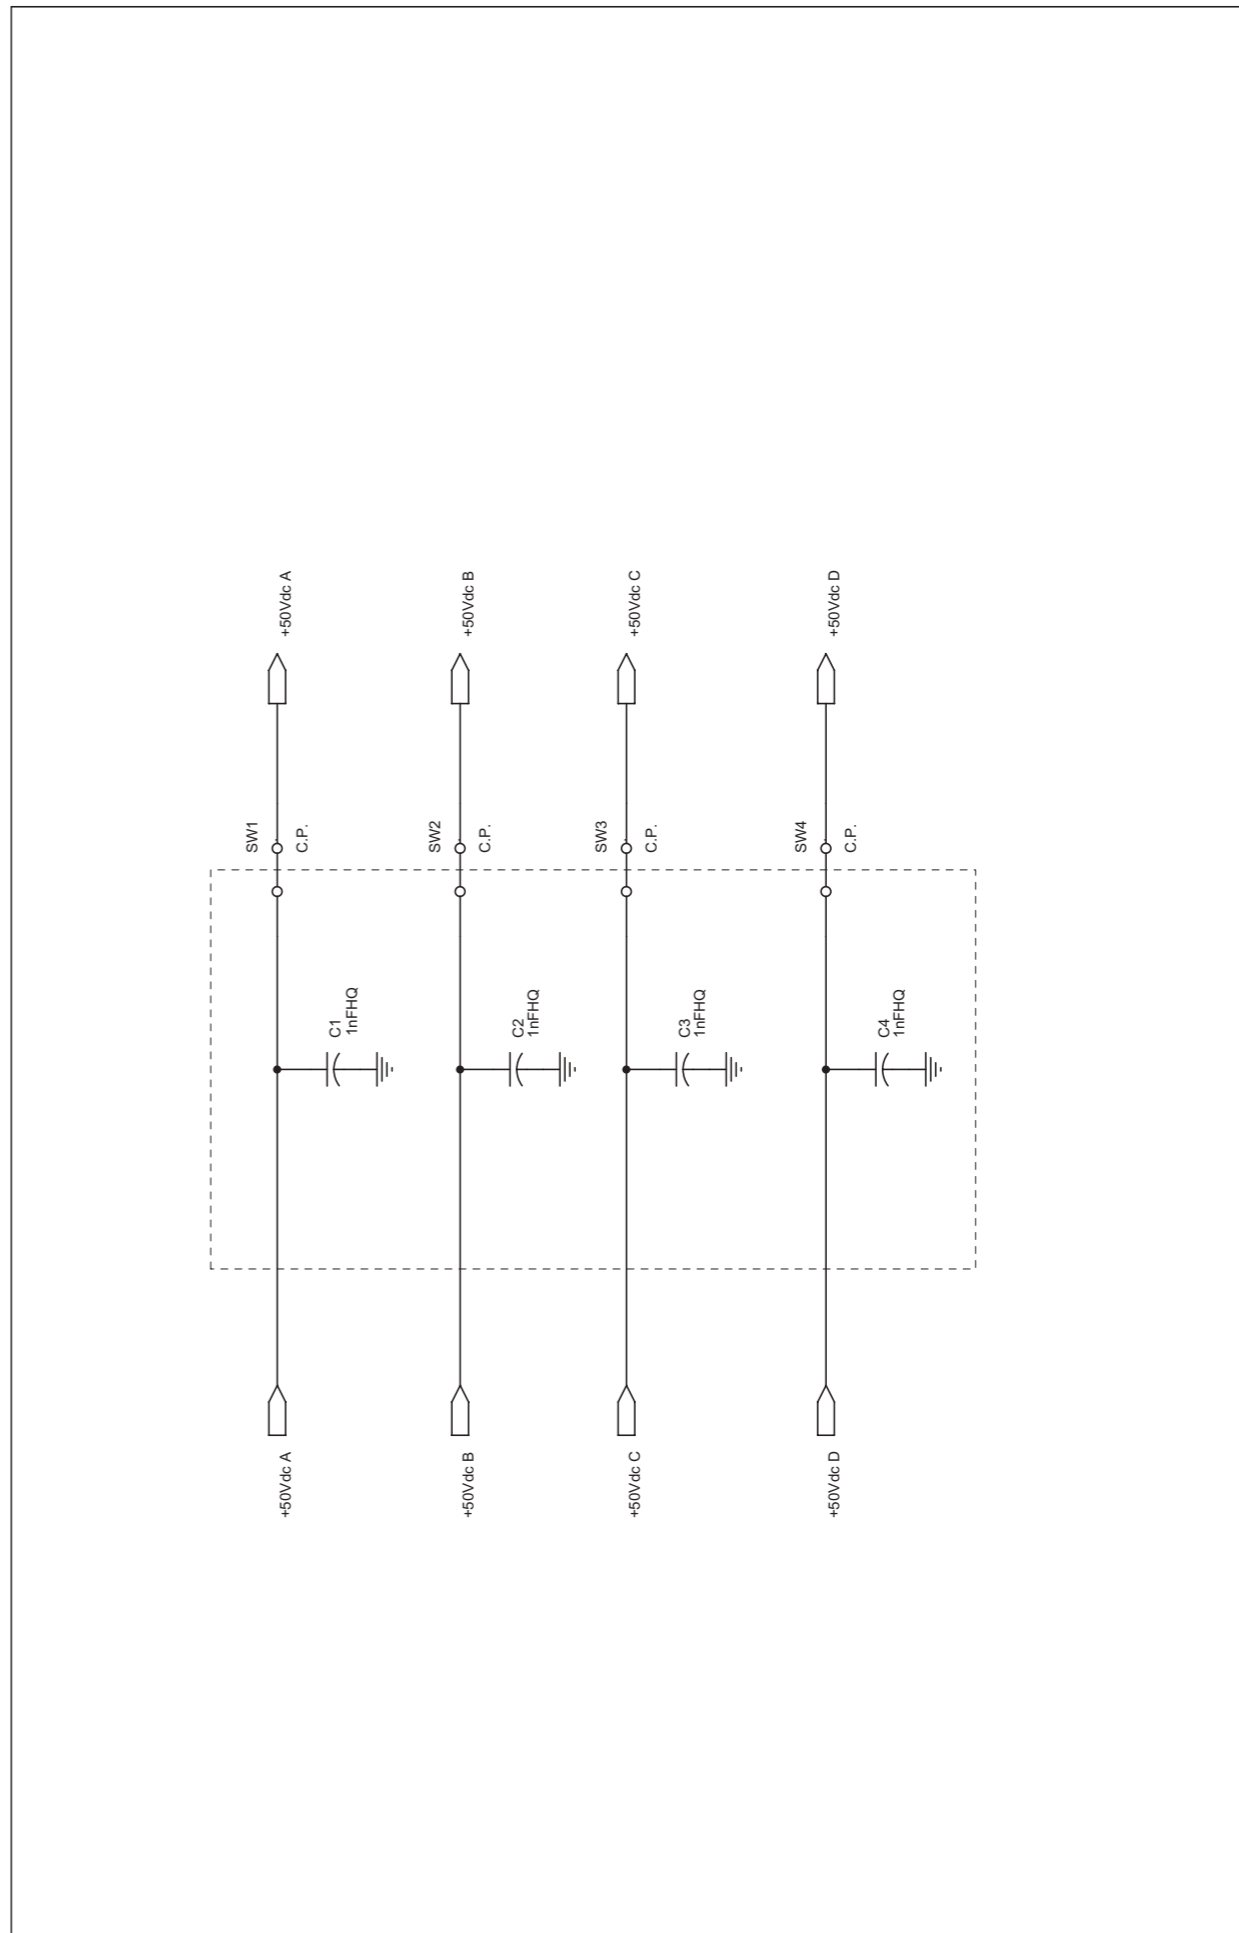 +50Vdc A
SW1
C.P.
C1
1nFHQ
+50Vdc A
+50Vdc B
SW2
C.P.
C2
1nFHQ
+50Vdc B
+50Vdc C
SW3
C.P.
C3
1nFHQ
+50Vdc C
+50Vdc D
SW4
C.P.
C4
1nFHQ
+50Vdc D